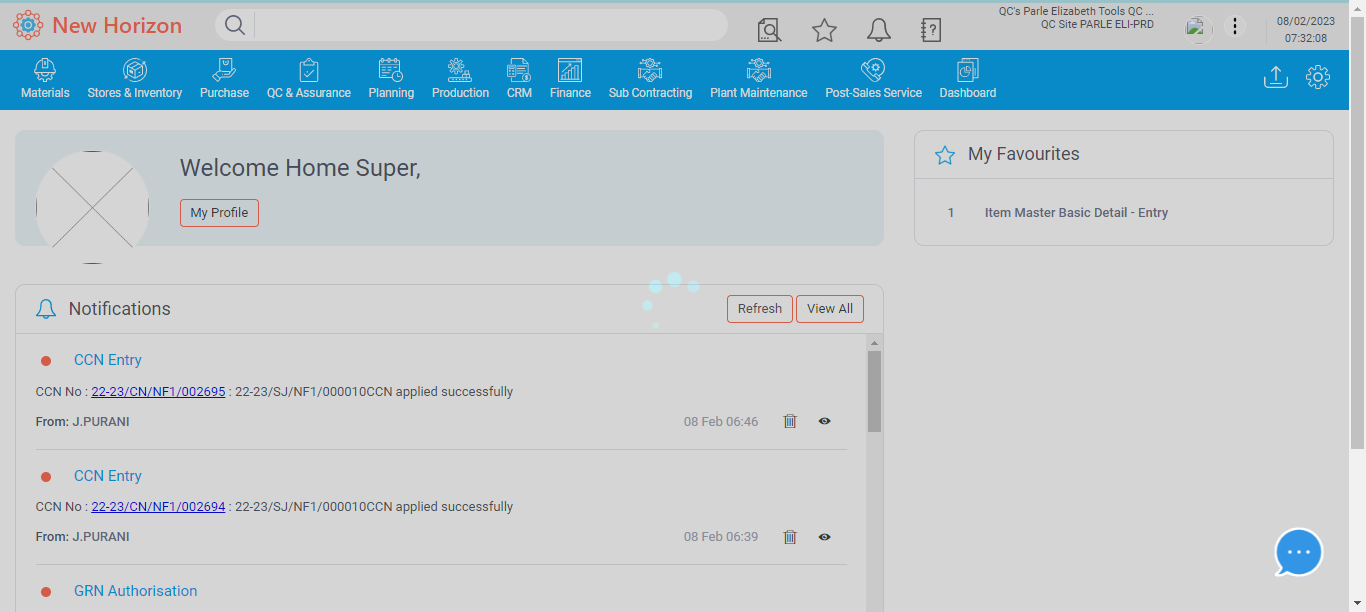 New Horizon
QC's Parle Elizabeth Tools QC ...
QC Site PARLE ELI-PRD
08/02/2023
07:32:08
Materials
Stores & Inventory
Purchase
QC & Assurance
Planning
Production
CRM
Finance
Sub Contracting
Plant Maintenance
Post-Sales Service
Dashboard
Welcome Home Super,
My Profile
My Favourites
1 Item Master Basic Detail - Entry
Notifications
Refresh
View All
CCN Entry
CCN No : 22-23/CN/NF1/002695 : 22-23/SJ/NF1/000010CCN applied successfully
From: J.PURANI 08 Feb 06:46
CCN Entry
CCN No : 22-23/CN/NF1/002694 : 22-23/SJ/NF1/000010CCN applied successfully
From: J.PURANI 08 Feb 06:39
GRN Authorisation